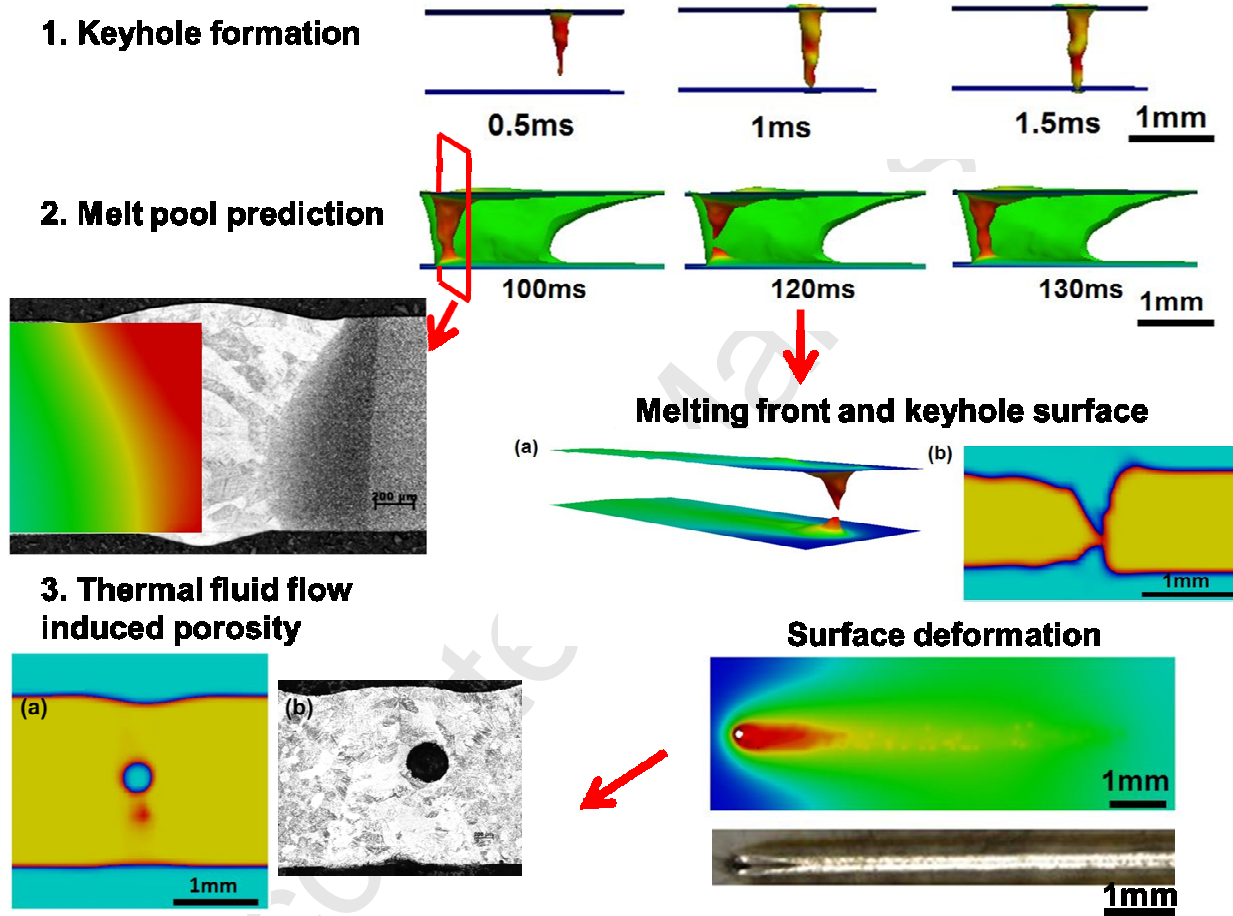 1. Keyhole formation
0.5ms
1ms
1.5ms
1mm
2. Melt pool prediction
100ms
120ms
130ms
1mm
200 µm
Melting front and keyhole surface
(a)
(b)
1mm
3. Thermal fluid flow
induced porosity
(a)
1mm
(b)
Surface deformation
1mm
1mm